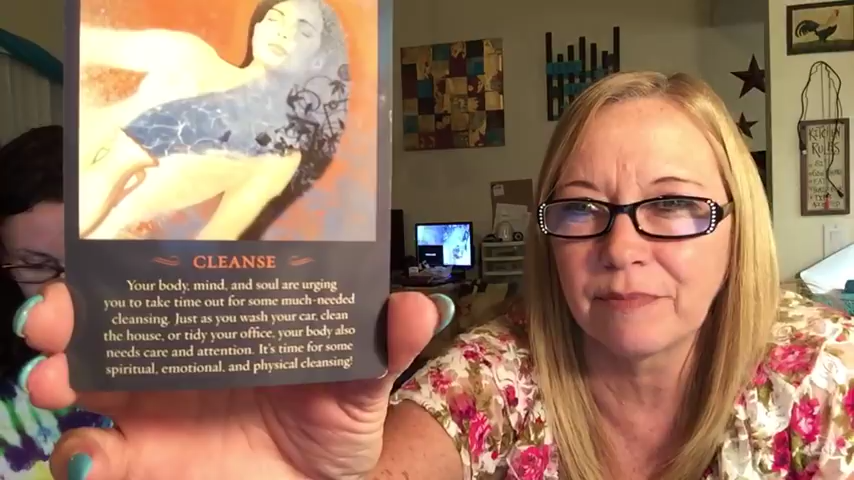 CLEANSE
Your body, mind, and soul are urging
you to take time out for some much-needed
cleansing. Just as you wash your car, clean
the house, or tidy your office, your body also
needs care and attention. It's time for some
spiritual, emotional, and physical cleansing!
KITCHEN
RULES